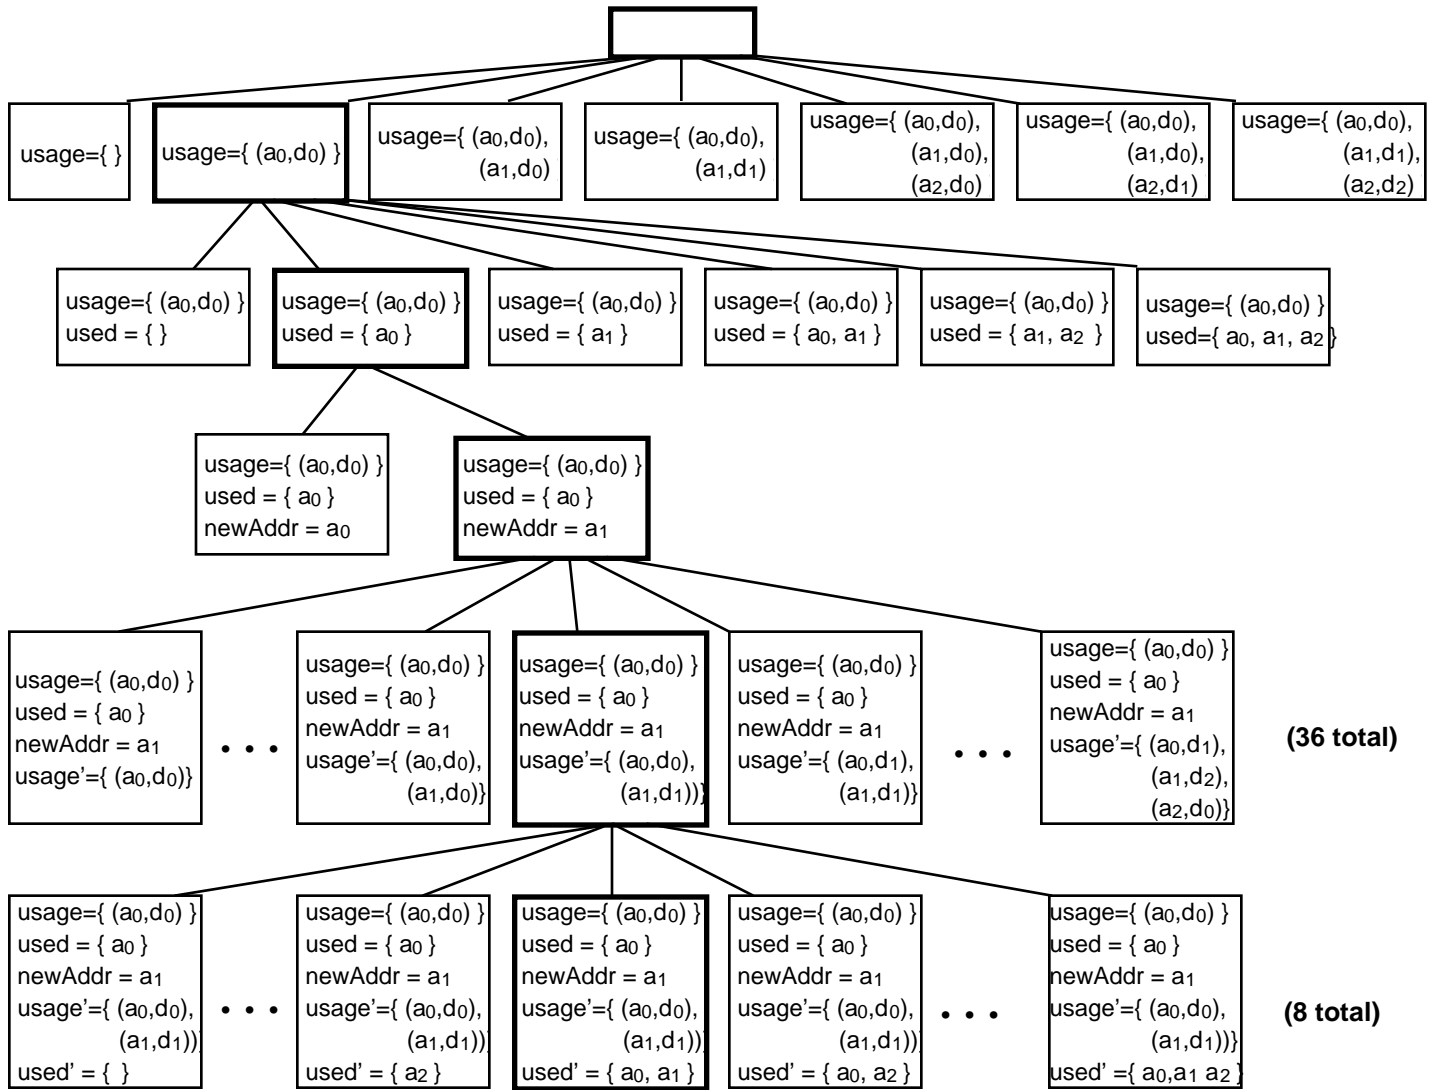 usage={ }
usage={ (a0,d0) }
usage={ (a0,d0),
(a1,d0)
usage={ (a0,d0),
(a1,d1)
usage={ (a0,d0),
(a1,d0),
(a2,d0)
usage={ (a0,d0),
(a1,d0),
(a2,d1)
usage={ (a0,d0),
(a1,d1),
(a2,d2)
usage={ (a0,d0) }
used = { }
usage={ (a0,d0) }
used = { a0 }
usage={ (a0,d0) }
used = { a1 }
usage={ (a0,d0) }
used = { a0, a1 }
usage={ (a0,d0) }
used = { a1, a2 }
usage={ (a0,d0) }
used={ a0, a1, a2 }
usage={ (a0,d0) }
used = { a0 }
newAddr = a0
usage={ (a0,d0) }
used = { a0 }
newAddr = a1
usage={ (a0,d0) }
used = { a0 }
newAddr = a1
usage’={ (a0,d0)}
• • •
usage={ (a0,d0) }
used = { a0 }
newAddr = a1
usage’={ (a0,d0),
(a1,d0)}
usage={ (a0,d0) }
used = { a0 }
newAddr = a1
usage’={ (a0,d0),
(a1,d1))}
usage={ (a0,d0) }
used = { a0 }
newAddr = a1
usage’={ (a0,d1),
(a1,d1)}
• • •
usage={ (a0,d0) }
used = { a0 }
newAddr = a1
usage’={ (a0,d1),
(a1,d2),
(a2,d0)}
(36 total)
usage={ (a0,d0) }
used = { a0 }
newAddr = a1
usage’={ (a0,d0),
(a1,d1))}
used’ = { }
• • •
usage={ (a0,d0) }
used = { a0 }
newAddr = a1
usage’={ (a0,d0),
(a1,d1))}
used’ = { a2 }
usage={ (a0,d0) }
used = { a0 }
newAddr = a1
usage’={ (a0,d0),
(a1,d1))}
used’ = { a0, a1 }
usage={ (a0,d0) }
used = { a0 }
newAddr = a1
usage’={ (a0,d0),
(a1,d1))}
used’ = { a0, a2 }
• • •
usage={ (a0,d0) }
used = { a0 }
newAddr = a1
usage’={ (a0,d0),
(a1,d1))}
used’ = { a0,a1 a2 }
(8 total)